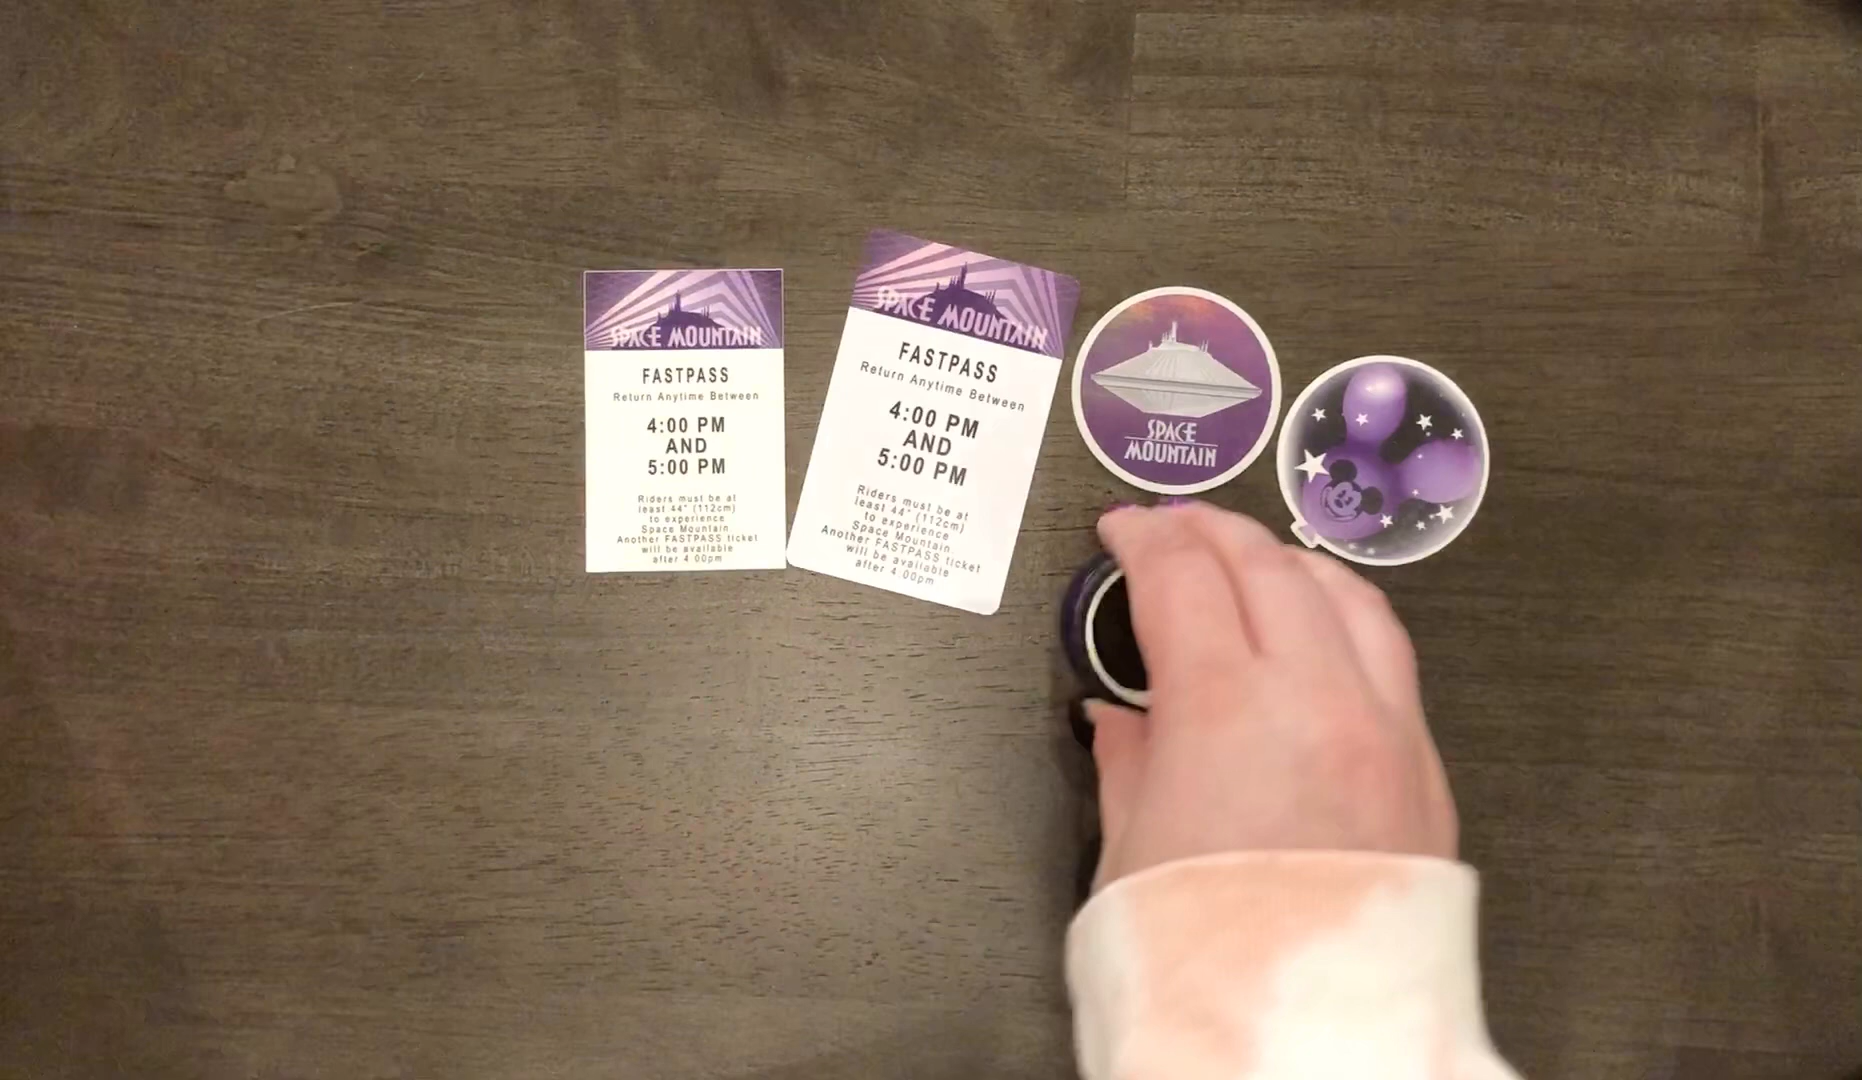 SPACE MOUNTAIN
FASTPASS
Return Anytime Between
4:00 PM
AND
5:00 PM
Riders must be at
least 44" (112cm)
to experience
Space Mountain.
Another FASTPASS ticket
will be available
after 4:00pm
SPACE MOUNTAIN
FASTPASS
Return Anytime Between
4:00 PM
AND
5:00 PM
Riders must be at
least 44" (112cm)
to experience
Space Mountain.
Another FASTPASS ticket
will be available
after 4:00pm
SPACE
MOUNTAIN